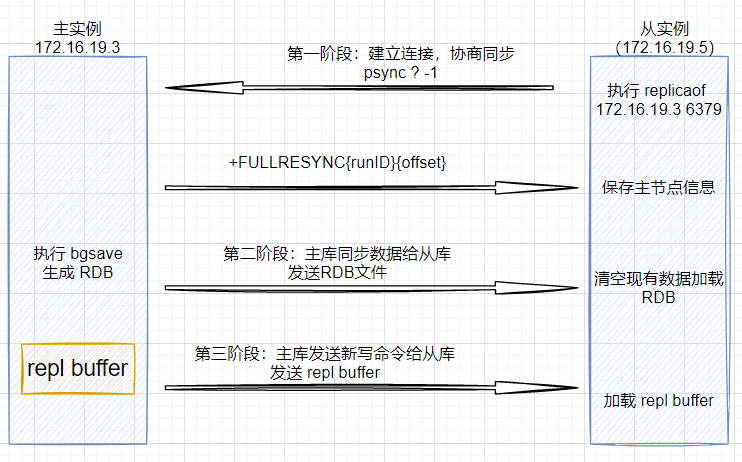 主实例
172.16.19.3
从实例
（172.16.19.5）
第一阶段：建立连接，协商同步
psync ? -1
执行 replicaof
172.16.19.3 6379
+FULLRESYNC{runID}{offset}
保存主节点信息
执行 bgsave
生成 RDB
第二阶段：主库同步数据给从库
发送RDB文件
清空现有数据加载
RDB
repl buffer
第三阶段：主库发送新写命令给从库
发送 repl buffer
加载 repl buffer